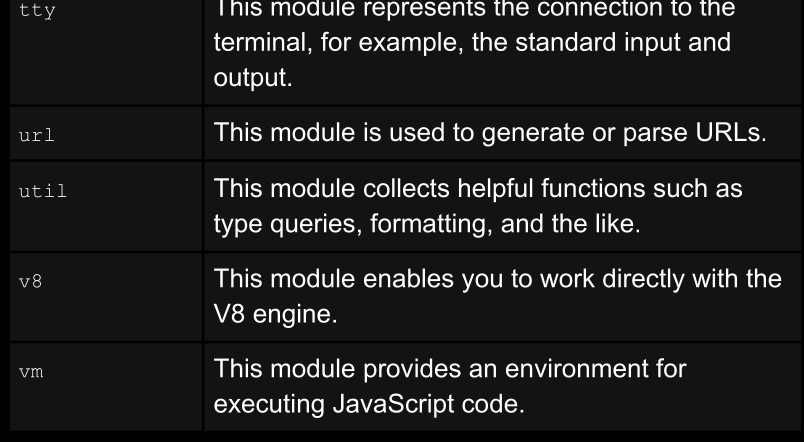 tty
This module represents the connection to the
terminal, for example, the standard input and
output.
url
This module is used to generate or parse URLs.
util
This module collects helpful functions such as
type queries, formatting, and the like.
v8
This module enables you to work directly with the
V8 engine.
vm
This module provides an environment for
executing JavaScript code.